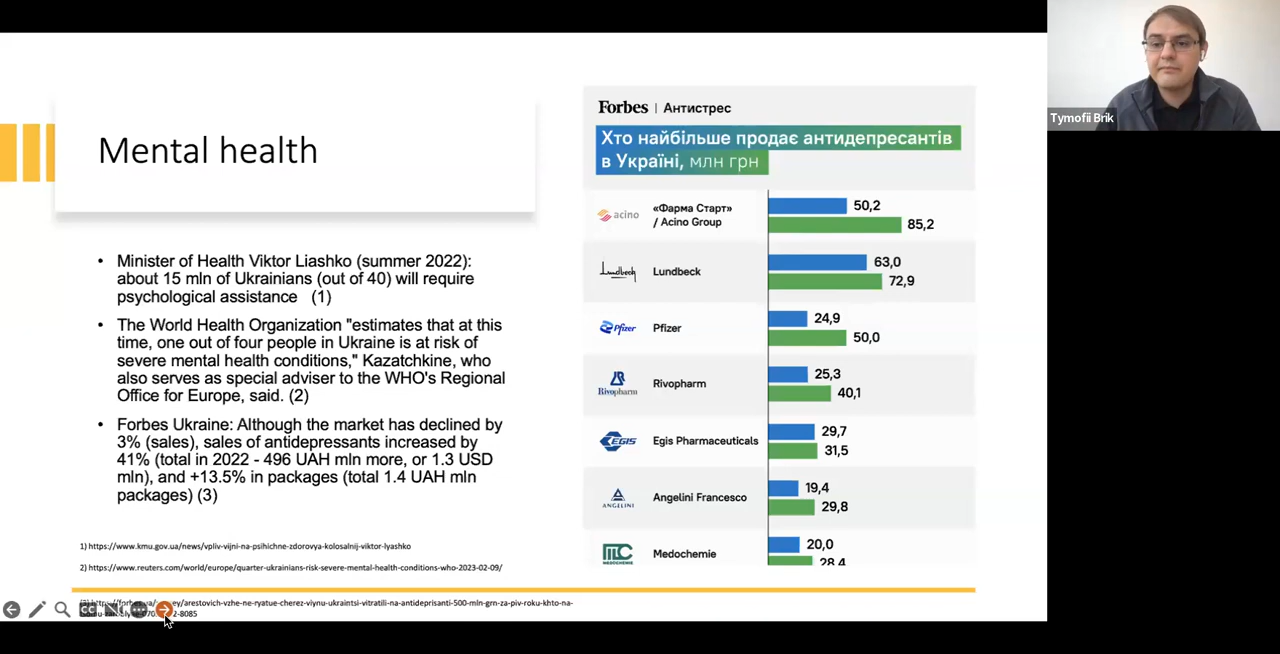 Mental health
• Minister of Health Viktor Liashko (summer 2022):
about 15 mln of Ukrainians (out of 40) will require
psychological assistance (1)
• The World Health Organization "estimates that at this
time, one out of four people in Ukraine is at risk of
severe mental health conditions," Kazatchkine, who
also serves as special adviser to the WHO's Regional
Office for Europe, said. (2)
• Forbes Ukraine: Although the market has declined by
3% (sales), sales of antidepressants increased by
41% (total in 2022 - 496 UAH mln more, or 1.3 USD
mln), and +13.5% in packages (total 1.4 UAH mln
packages) (3)
1) https://www.kmu.gov.ua/news/vpliv-vijni-na-psihichne-zdorovya-kolosalnij-viktor-lyashko
2) https://www.reuters.com/world/europe/quarter-ukrainians-risk-severe-mental-health-conditions-who-2023-02-09/
Forbes | Антистрес
Хто найбільше продає антидепресантів
в Україні, млн грн
acino «Фарма Старт»
/ Acino Group
50,2
85,2
Lundbeck Lundbeck
63,0
72,9
Pfizer Pfizer
24,9
50,0
Rivopharm Rivopharm
25,3
40,1
EGIS Egis Pharmaceuticals
29,7
31,5
ANGELINI Angelini Francesco
19,4
29,8
MEDOCHEMIE Medochemie
20,0
28,4
Tymofii Brik